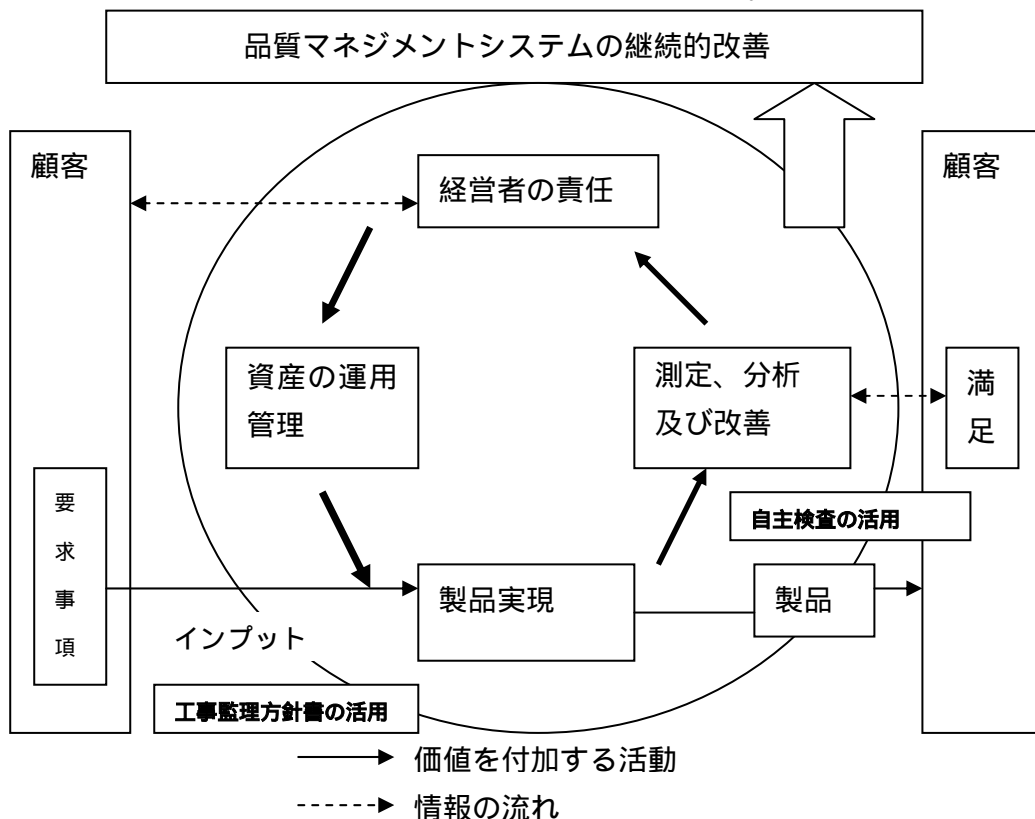 品質マネジメントシステムの継続的改善
顧客
顧客
経営者の責任
資産の運用
管理
測定、分析
及び改善
満
足
要
求
事
項
自主検査の活用
製品実現
製品
インプット
工事監理方針書の活用
価値を付加する活動
情報の流れ